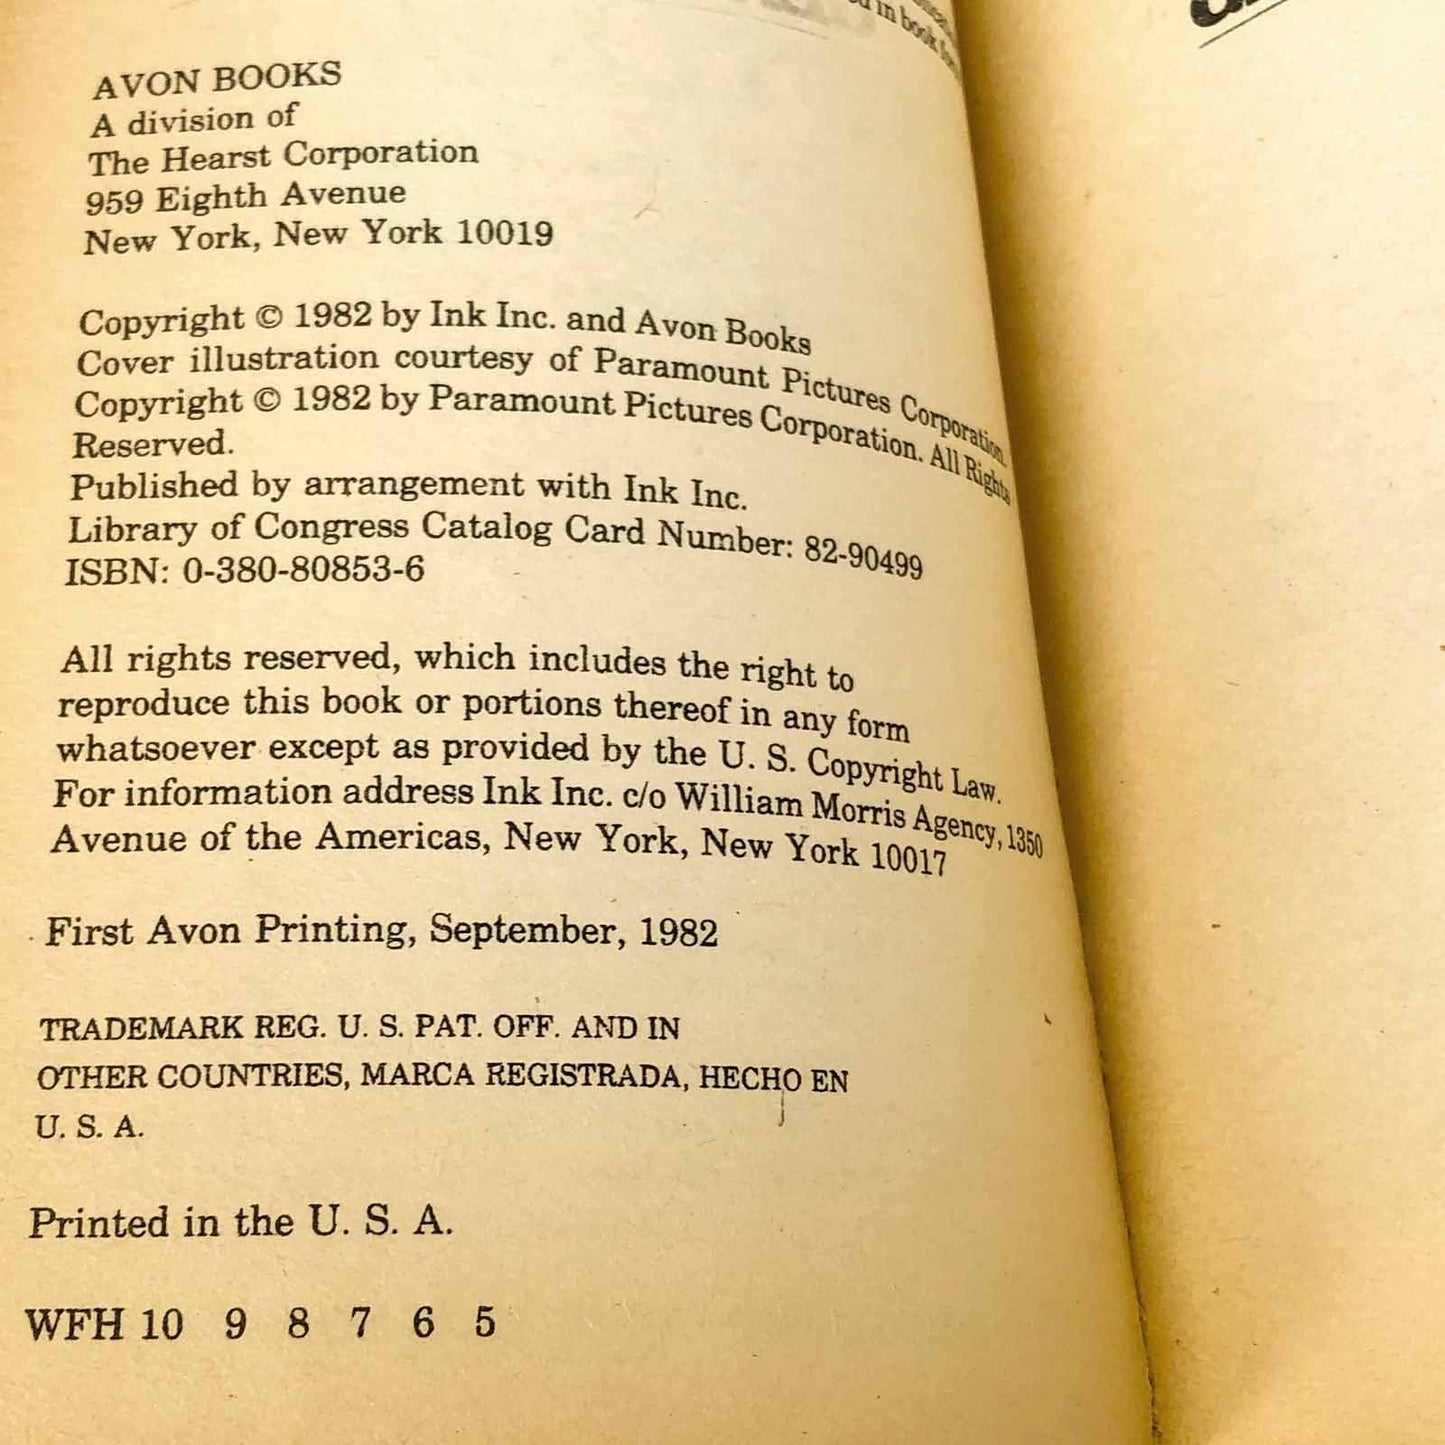 in book
AVON BOOKS
A division of
The Hearst Corporation
959 Eighth Avenue
New York, New York 10019
Copyright © 1982 by Ink Inc. and Avon Books
Cover illustration courtesy of Paramount Pictures Corporation.
Copyright © 1982 by Paramount Pictures Corporation. All Rights
Reserved.
Published by arrangement with Ink Inc.
Library of Congress Catalog Card Number: 82-90499
ISBN: 0-380-80853-6
All rights reserved, which includes the right to
reproduce this book or portions thereof in any form
whatsoever except as provided by the U. S. Copyright Law.
For information address Ink Inc. c/o William Morris Agency, 1350
Avenue of the Americas, New York, New York 10017
First Avon Printing, September, 1982
TRADEMARK REG. U. S. PAT. OFF. AND IN
OTHER COUNTRIES, MARCA REGISTRADA, HECHO EN
U. S. A.
Printed in the U. S. A.
WFH 10 9 8 7 6 5